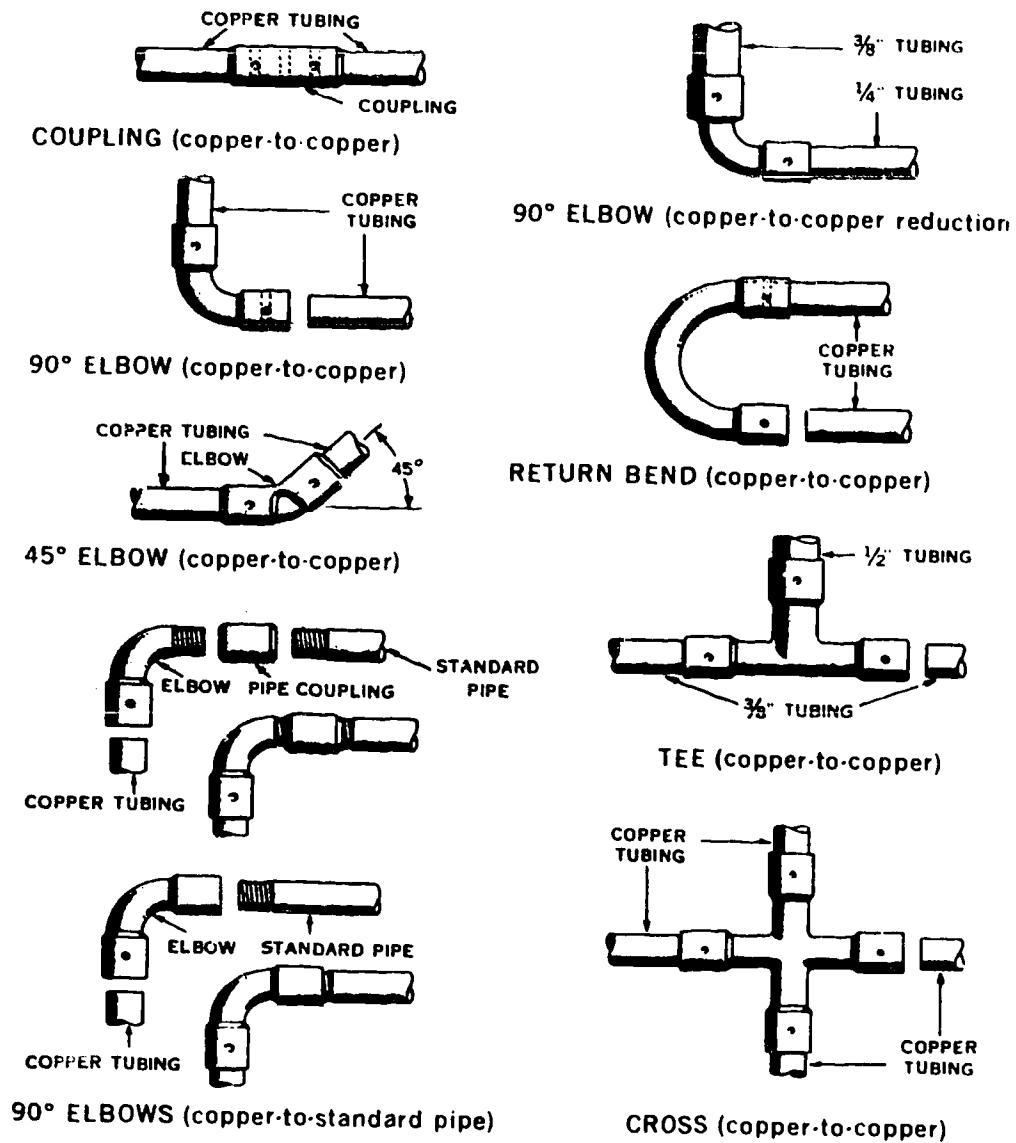 COPPER TUBING
COUPLING
COUPLING (copper-to-copper)
COPPER
TUBING
90° ELBOW (copper-to-copper)
COPPER TUBING
ELBOW
45°
45° ELBOW (copper-to-copper)
ELBOW
PIPE COUPLING
STANDARD
PIPE
COPPER TUBING
ELBOW
STANDARD PIPE
COPPER TUBING
90° ELBOWS (copper-to-standard pipe)
3/8" TUBING
1/4" TUBING
90° ELBOW (copper-to-copper reduction
COPPER
TUBING
RETURN BEND (copper-to-copper)
1/2" TUBING
TUBING
TEE (copper-to-copper)
COPPER
TUBING
COPPER
TUBING
CROSS (copper-to-copper)